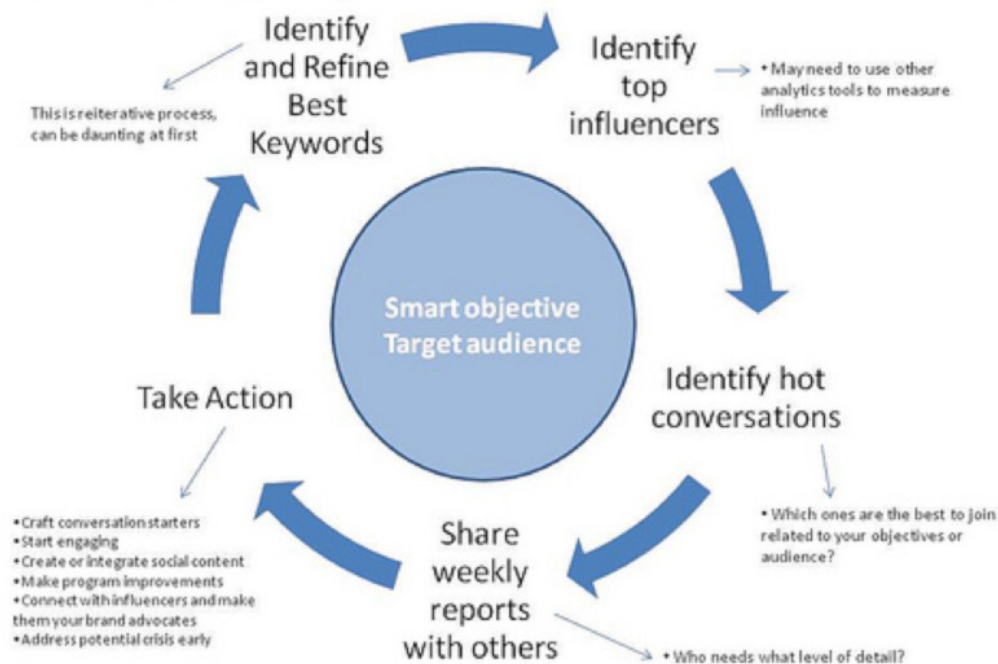 Identify
and Refine
Best
Keywords
This is reiterative process,
can be daunting at first
Identify
top
influencers
• May need to use other
analytics tools to measure
influence
Smart objective
Target audience
Identify hot
conversations
• Which ones are the best to join
related to your objectives or
audience?
Share
weekly
reports
with others
• Who needs what level of detail?
Take Action
• Craft conversation starters
• Start engaging
• Create or integrate social content
• Make program improvements
• Connect with influencers and make
them your brand advocates
• Address potential crisis early